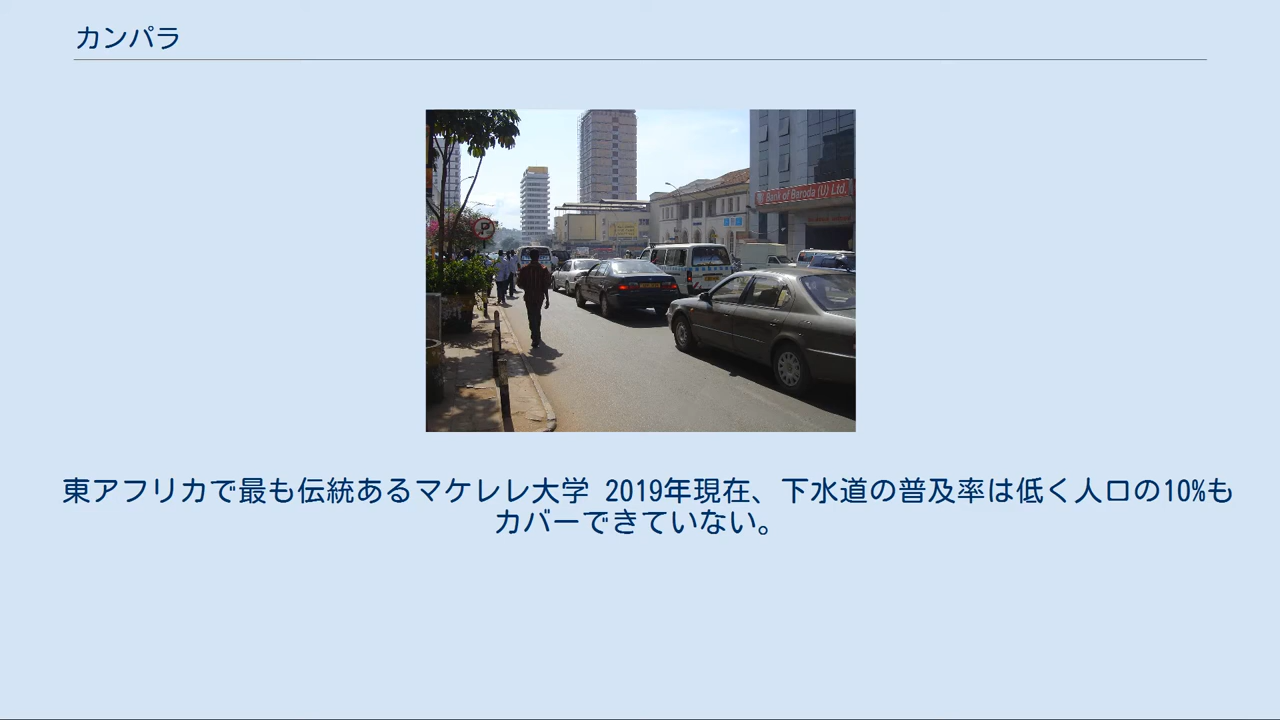 カンパラ
P
Bank of Baroda (U) Ltd.
東アフリカで最も伝統あるマケレレ大学 2019年現在、下水道の普及率は低く人口の10%も
カバーできていない。